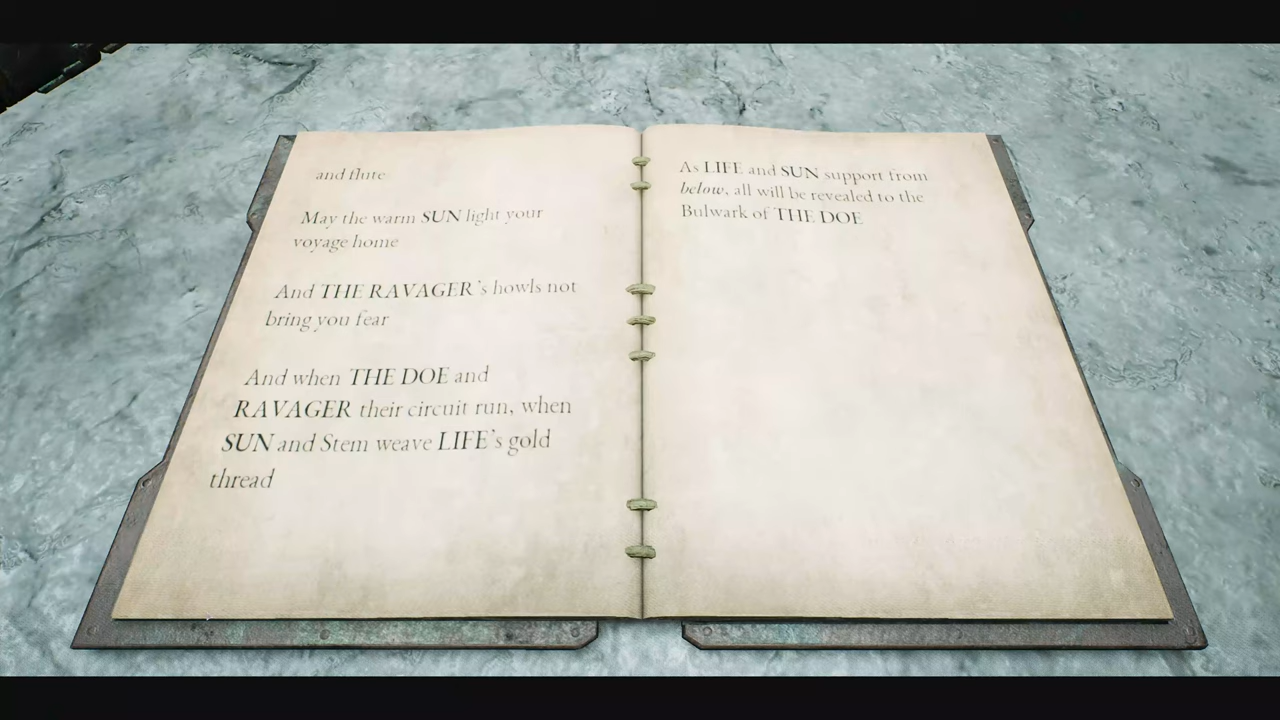 and flute
May the warm SUN light your
voyage home
And THE RAVAGER's howls not
bring you fear
And when THE DOE and
RAVAGER their circuit run, when
SUN and Stem weave LIFE's gold
thread
As LIFE and SUN support from
below, all will be revealed to the
Bulwark of THE DOE